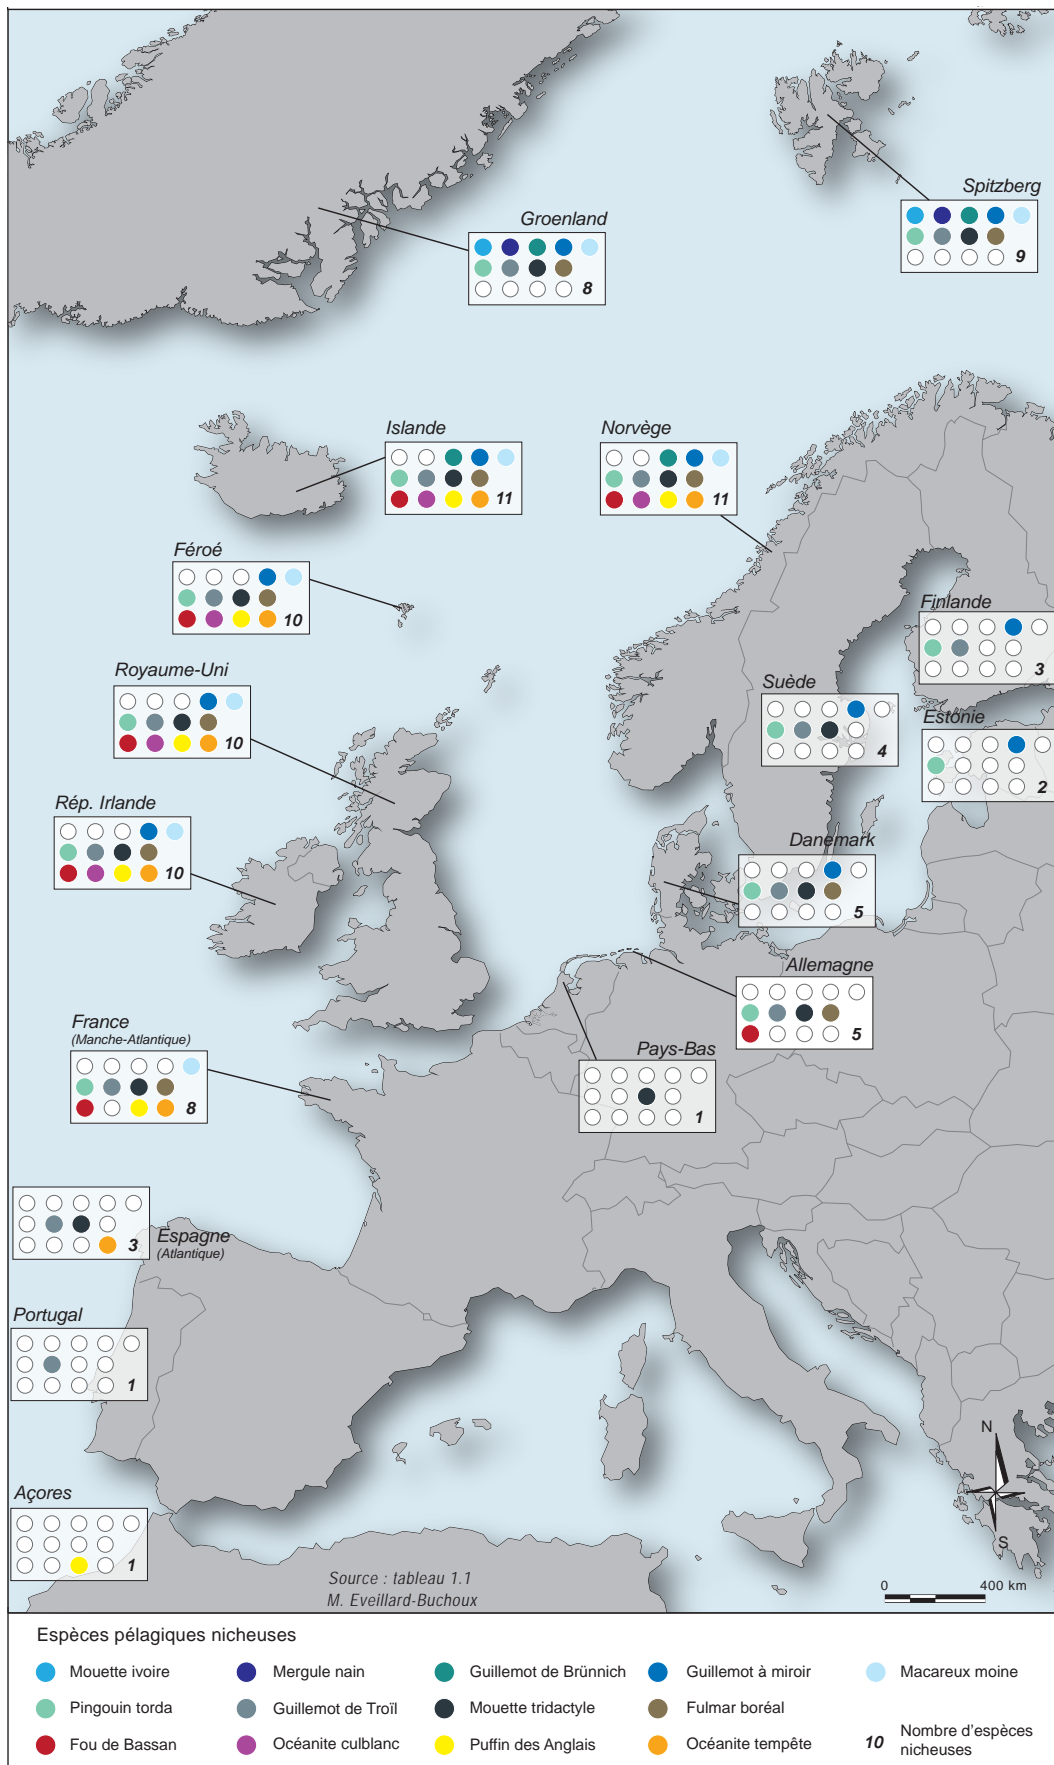 Spitzberg
9
Groenland
8
Islande
11
Norvège
11
Féroé
10
Finlande
3
Royaume-Uni
10
Suède
4
Estonie
2
Rép. Irlande
10
Danemark
5
Allemagne
5
France
(Manche-Atlantique)
8
Pays-Bas
1
Espagne
(Atlantique)
3
Portugal
1
Açores
1
N
S
Source : tableau 1.1
M. Eveillard-Buchoux
0 400 km
Espèces pélagiques nicheuses
Mouette ivoire
Mergule nain
Guillemot de Brünnich
Guillemot à miroir
Macareux moine
Pingouin torda
Guillemot de Troïl
Mouette tridactyle
Fulmar boréal
Fou de Bassan
Océanite culblanc
Puffin des Anglais
Océanite tempête
10 Nombre d'espèces
nicheuses